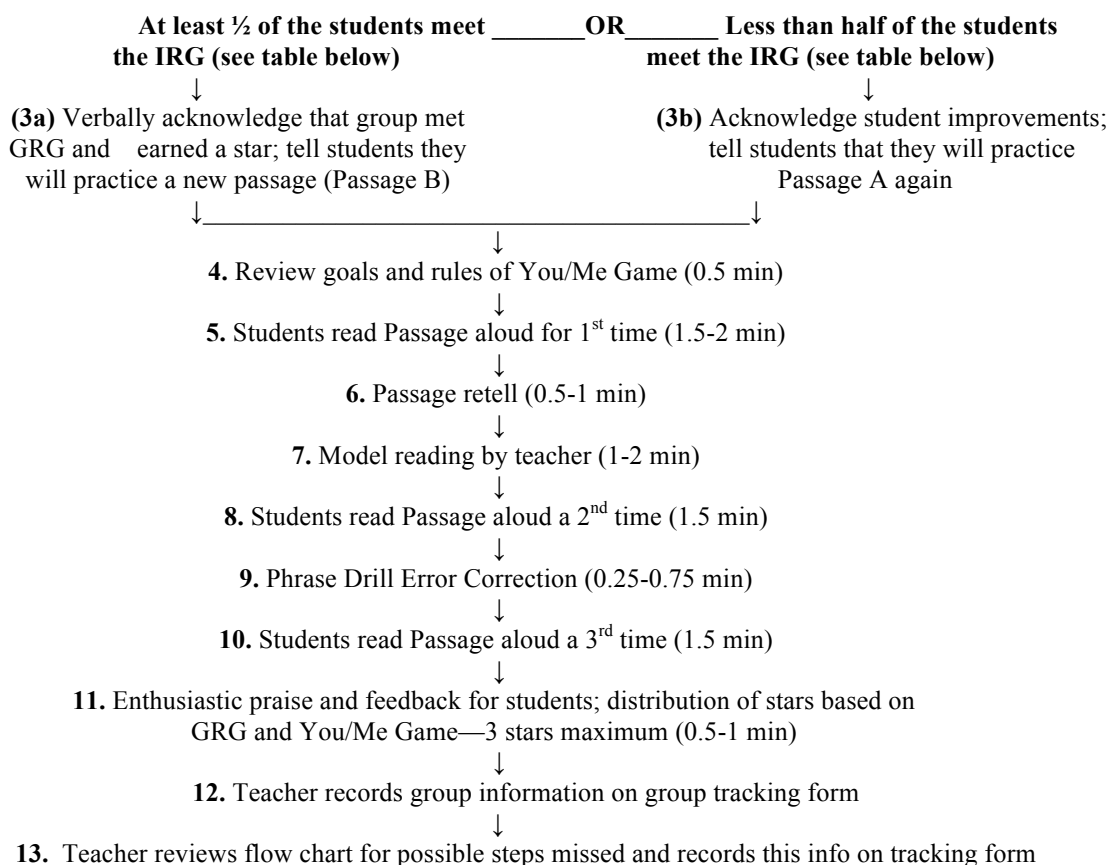 At least ½ of the students meet _______OR_______ Less than half of the students
the IRG (see table below) meet the IRG (see table below)
↓ ↓
(3a) Verbally acknowledge that group met (3b) Acknowledge student improvements;
GRG and earned a star; tell students they tell students that they will practice
will practice a new passage (Passage B) Passage A again
↓__________________________________________↓
↓
4. Review goals and rules of You/Me Game (0.5 min)
↓
5. Students read Passage aloud for 1st time (1.5-2 min)
↓
6. Passage retell (0.5-1 min)
↓
7. Model reading by teacher (1-2 min)
↓
8. Students read Passage aloud a 2nd time (1.5 min)
↓
9. Phrase Drill Error Correction (0.25-0.75 min)
↓
10. Students read Passage aloud a 3rd time (1.5 min)
↓
11. Enthusiastic praise and feedback for students; distribution of stars based on
GRG and You/Me Game—3 stars maximum (0.5-1 min)
↓
12. Teacher records group information on group tracking form
↓
13. Teacher reviews flow chart for possible steps missed and records this info on tracking form